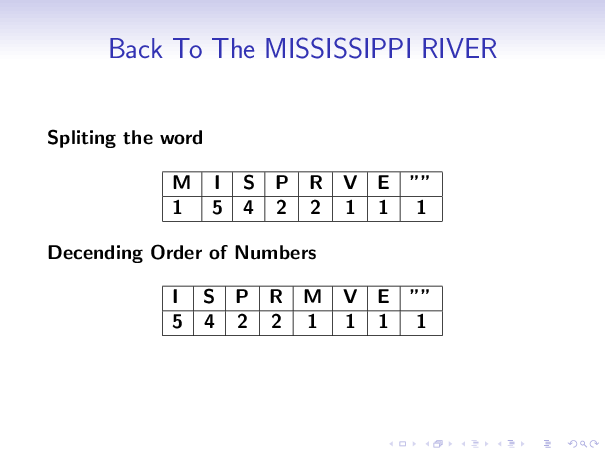 Back To The MISSISSIPPI RIVER
Spliting the word
M I S P R V E ””
1 5 4 2 2 1 1 1
Decending Order of Numbers
I S P R M V E ””
5 4 2 2 1 1 1 1